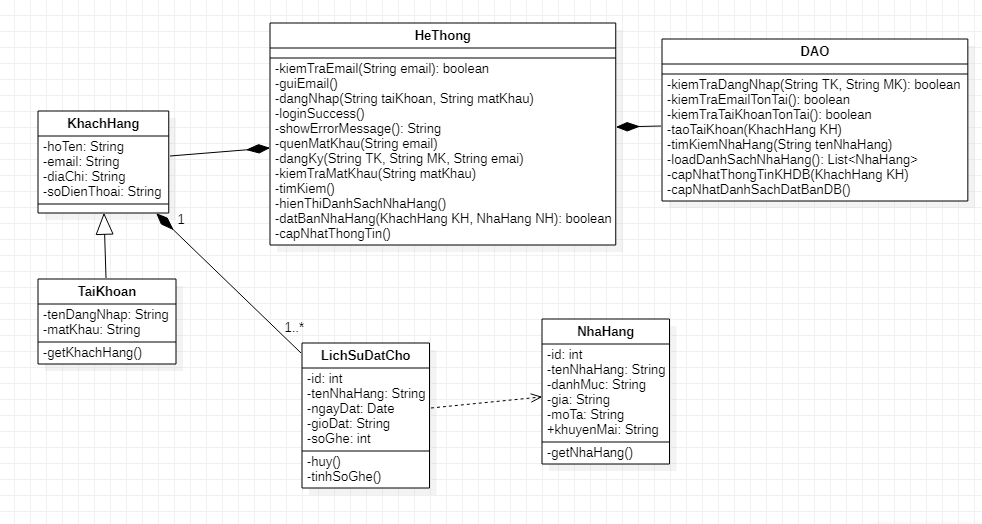 HeThong
-kiemTraEmail(String email): boolean
-guiEmail()
-dangNhap(String taiKhoan, String matKhau)
-loginSuccess()
-showErrorMessage(): String
-quenMatKhau(String email)
-dangKy(String TK, String MK, String emai)
-kiemTraMatKhau(String matKhau)
-timKiem()
-hienThiDanhSachNhaHang()
-datBanNhaHang(KhachHang KH, NhaHang NH): boolean
-capNhatThongTin()
DAO
-kiemTraDangNhap(String TK, String MK): boolean
-kiemTraEmailTonTai(): boolean
-kiemTraTaiKhoanTonTai(): boolean
-taoTaiKhoan(KhachHang KH)
-timKiemNhaHang(String tenNhaHang)
-loadDanhSachNhaHang(): List<NhaHang>
-capNhatThongTinKHDB(KhachHang KH)
-capNhatDanhSachDatBanDB()
KhachHang
-hoTen: String
-email: String
-diaChi: String
-soDienThoai: String
1
1..*
TaiKhoan
-tenDangNhap: String
-matKhau: String
-getKhachHang()
LichSuDatCho
-id: int
-tenNhaHang: String
-ngayDat: Date
-gioDat: String
-soGhe: int
-huy()
-tinhSoGhe()
NhaHang
-id: int
-tenNhaHang: String
-danhMuc: String
-gia: String
-moTa: String
+khuyenMai: String
-getNhaHang()